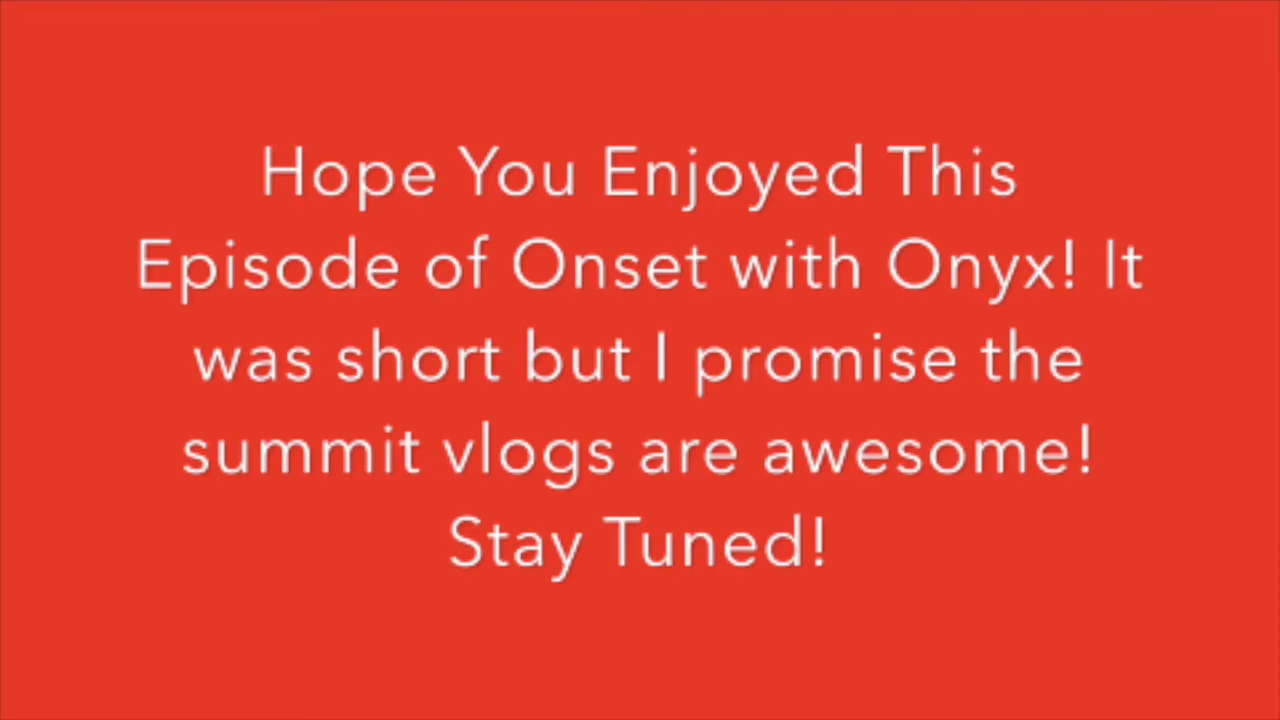 Hope You Enjoyed This
Episode of Onset with Onyx! It
was short but I promise the
summit vlogs are awesome!
Stay Tuned!